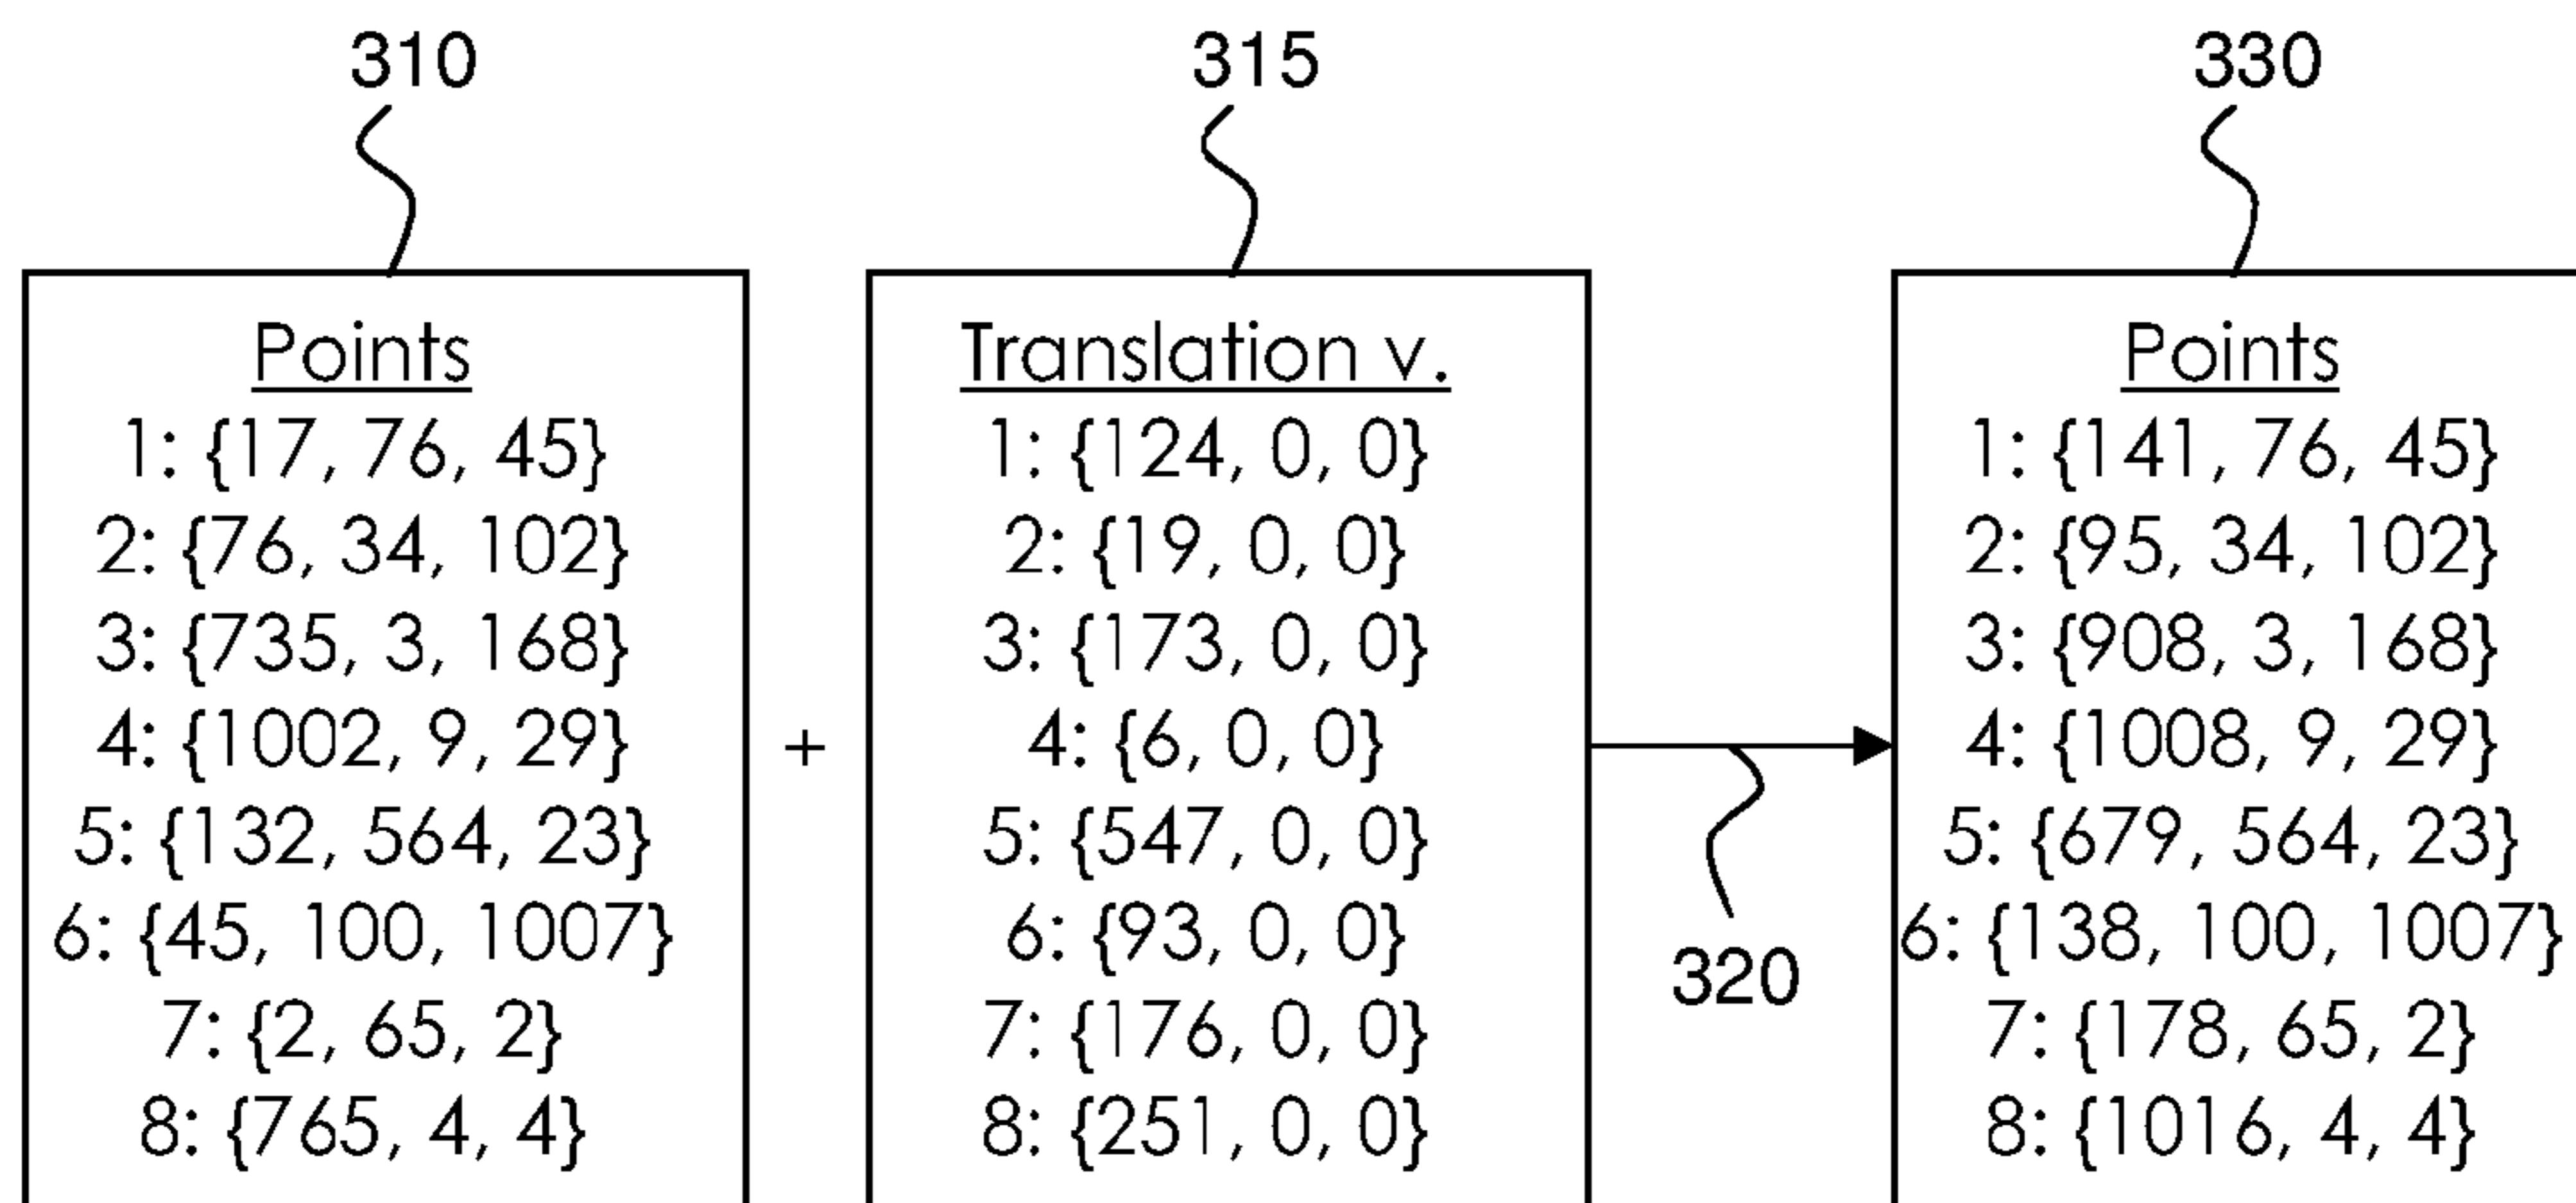 310
315
330
Points
1: {17, 76, 45}
2: {76, 34, 102}
3: {735, 3, 168}
4: {1002, 9, 29}
5: {132, 564, 23}
6: {45, 100, 1007}
7: {2, 65, 2}
8: {765, 4, 4}
+
Translation v.
1: {124, 0, 0}
2: {19, 0, 0}
3: {173, 0, 0}
4: {6, 0, 0}
5: {547, 0, 0}
6: {93, 0, 0}
7: {176, 0, 0}
8: {251, 0, 0}
320
Points
1: {141, 76, 45}
2: {95, 34, 102}
3: {908, 3, 168}
4: {1008, 9, 29}
5: {679, 564, 23}
6: {138, 100, 1007}
7: {178, 65, 2}
8: {1016, 4, 4}